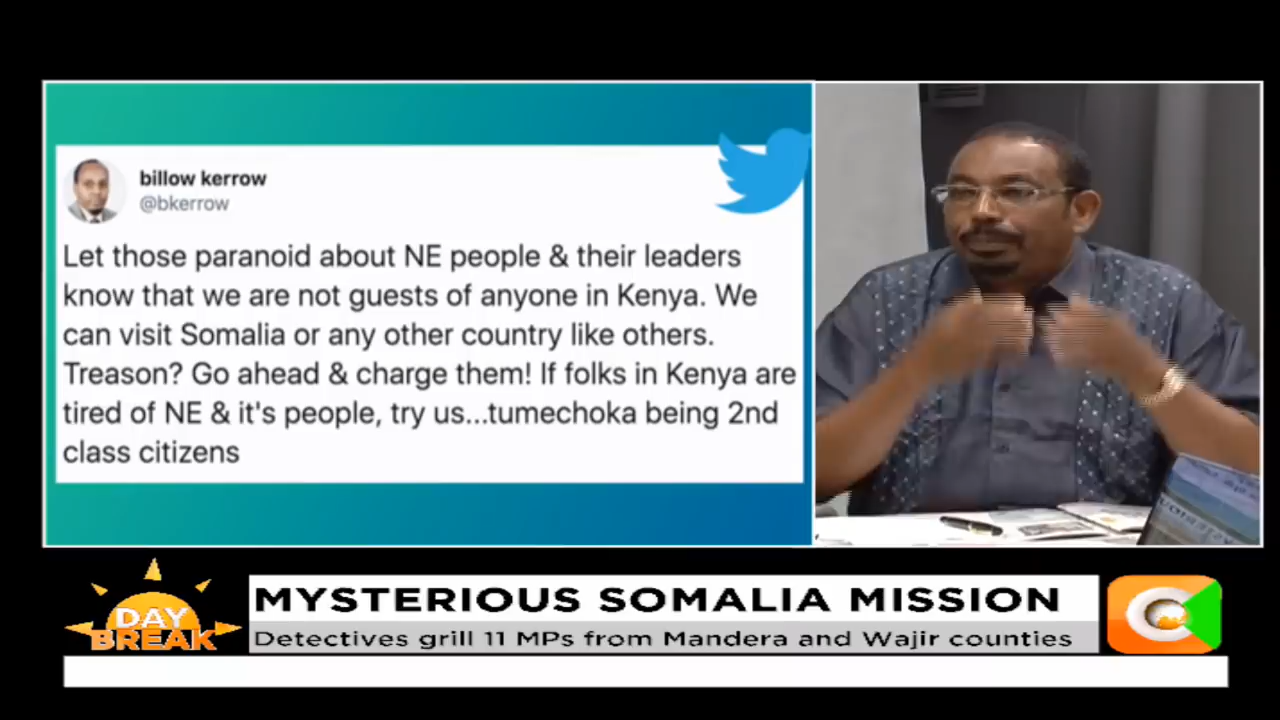 billow kerrow
@bkerrow
Let those paranoid about NE people & their leaders
know that we are not guests of anyone in Kenya. We
can visit Somalia or any other country like others.
Treason? Go ahead & charge them! If folks in Kenya are
tired of NE & it's people, try us...tumechoka being 2nd
class citizens
DAY
BREAK
MYSTERIOUS SOMALIA MISSION
Detectives grill 11 MPs from Mandera and Wajir counties